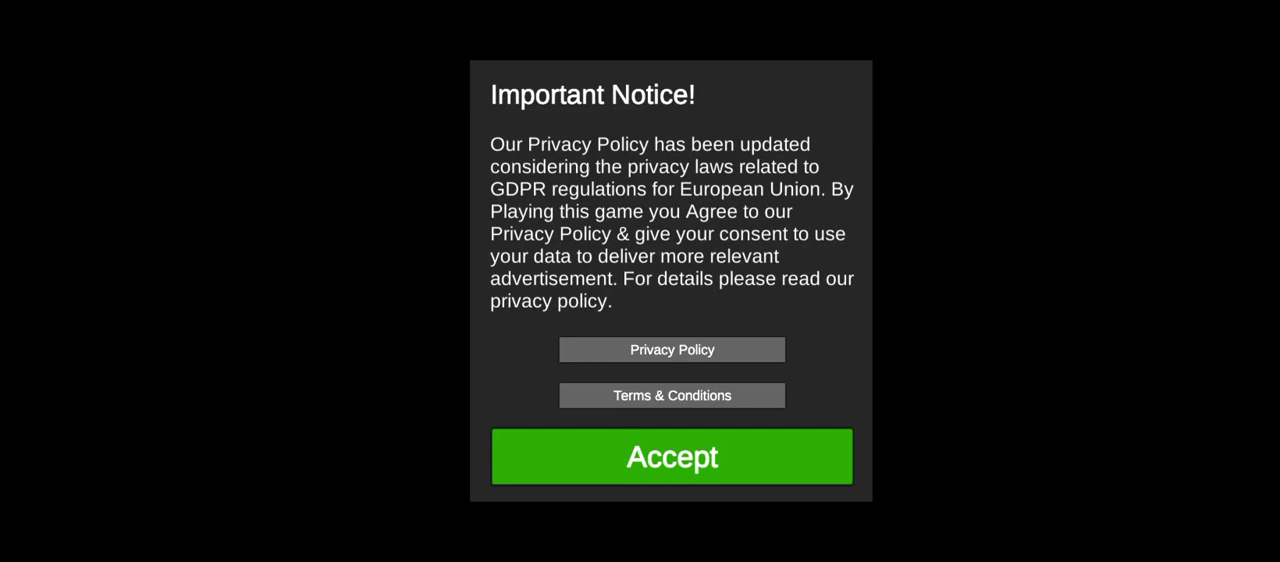 Important Notice!
Our Privacy Policy has been updated
considering the privacy laws related to
GDPR regulations for European Union. By
Playing this game you Agree to our
Privacy Policy & give your consent to use
your data to deliver more relevant
advertisement. For details please read our
privacy policy.
Privacy Policy
Terms & Conditions
Accept